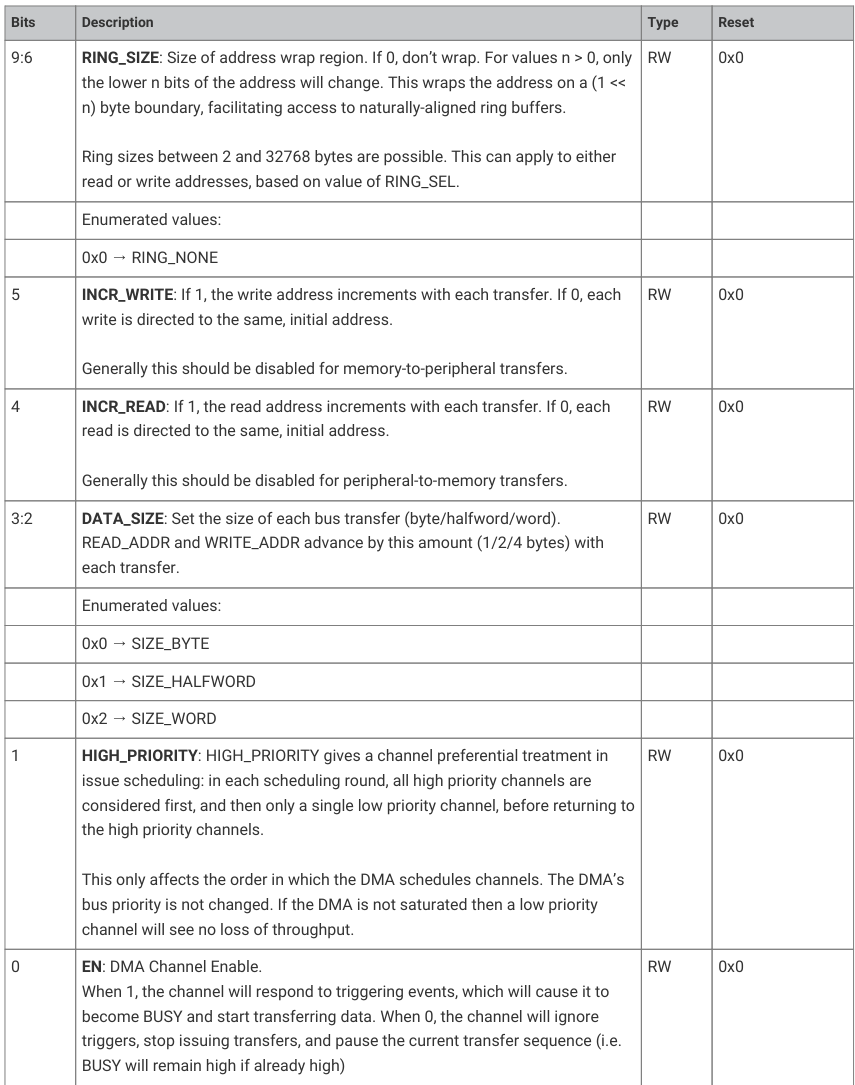 Bits Description Type Reset
9:6 RING_SIZE: Size of address wrap region. If 0, don’t wrap. For values n > 0, only RW 0x0
the lower n bits of the address will change. This wraps the address on a (1 <<
n) byte boundary, facilitating access to naturally-aligned ring buffers.
Ring sizes between 2 and 32768 bytes are possible. This can apply to either
read or write addresses, based on value of RING_SEL.
Enumerated values:
0x0 → RING_NONE
5 INCR_WRITE: If 1, the write address increments with each transfer. If 0, each RW 0x0
write is directed to the same, initial address.
Generally this should be disabled for memory-to-peripheral transfers.
4 INCR_READ: If 1, the read address increments with each transfer. If 0, each RW 0x0
read is directed to the same, initial address.
Generally this should be disabled for peripheral-to-memory transfers.
3:2 DATA_SIZE: Set the size of each bus transfer (byte/halfword/word). RW 0x0
READ_ADDR and WRITE_ADDR advance by this amount (1/2/4 bytes) with
each transfer.
Enumerated values:
0x0 → SIZE_BYTE
0x1 → SIZE_HALFWORD
0x2 → SIZE_WORD
1 HIGH_PRIORITY: HIGH_PRIORITY gives a channel preferential treatment in RW 0x0
issue scheduling: in each scheduling round, all high priority channels are
considered first, and then only a single low priority channel, before returning to
the high priority channels.
This only affects the order in which the DMA schedules channels. The DMA’s
bus priority is not changed. If the DMA is not saturated then a low priority
channel will see no loss of throughput.
0 EN: DMA Channel Enable. RW 0x0
When 1, the channel will respond to triggering events, which will cause it to
become BUSY and start transferring data. When 0, the channel will ignore
triggers, stop issuing transfers, and pause the current transfer sequence (i.e.
BUSY will remain high if already high)